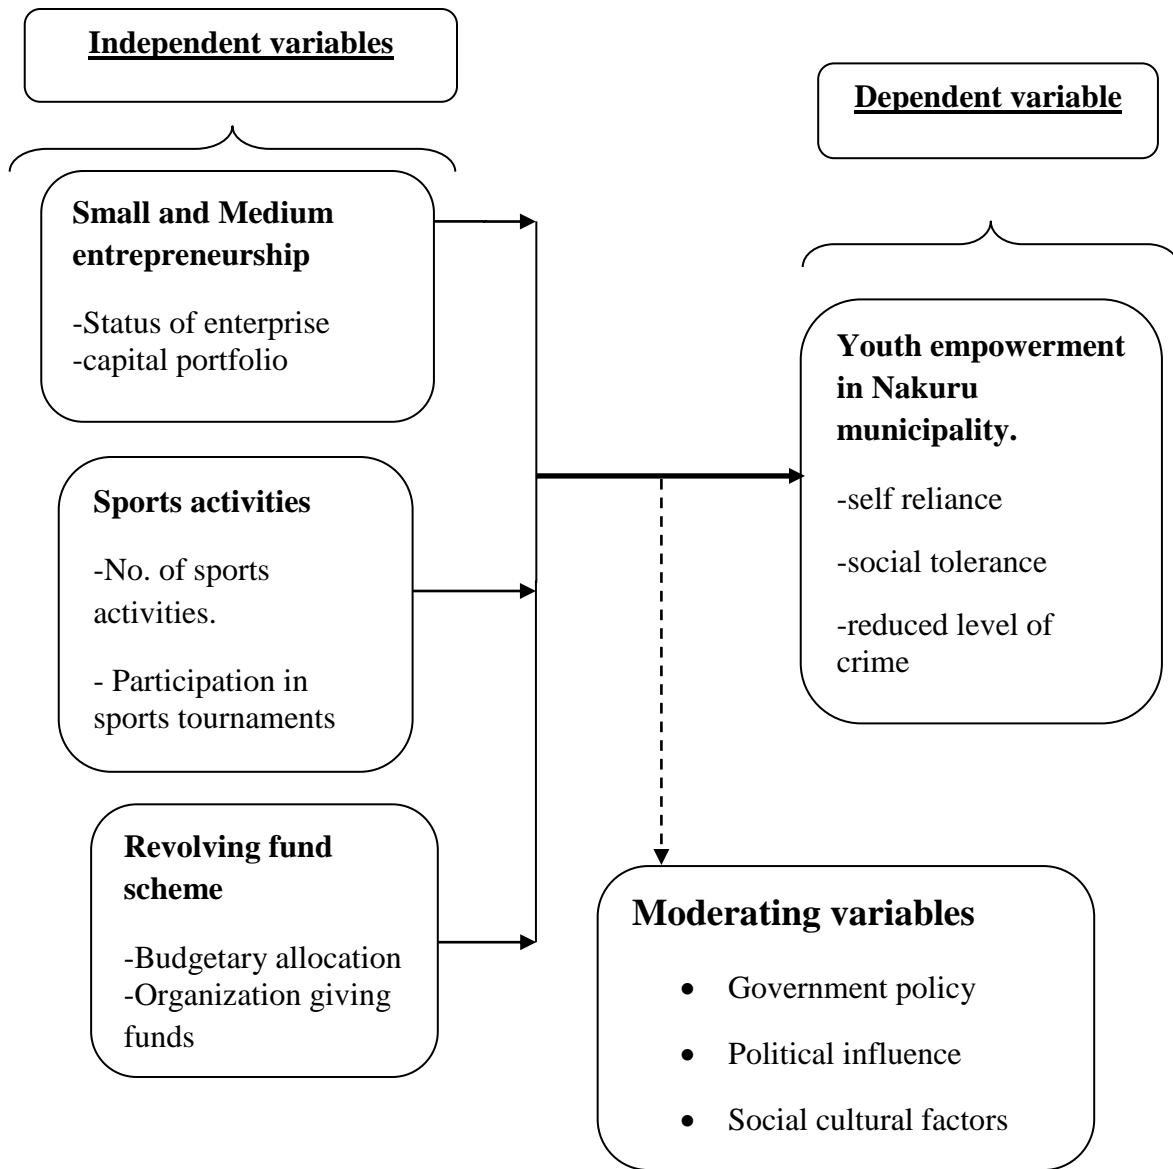 Independent variables
Dependent variable
Small and Medium
entrepreneurship
-Status of enterprise
-capital portfolio
Sports activities
-No. of sports
activities.
- Participation in
sports tournaments
Revolving fund
scheme
-Budgetary allocation
-Organization giving
funds
Youth empowerment
in Nakuru
municipality.
-self reliance
-social tolerance
-reduced level of
crime
Moderating variables
• Government policy
• Political influence
• Social cultural factors